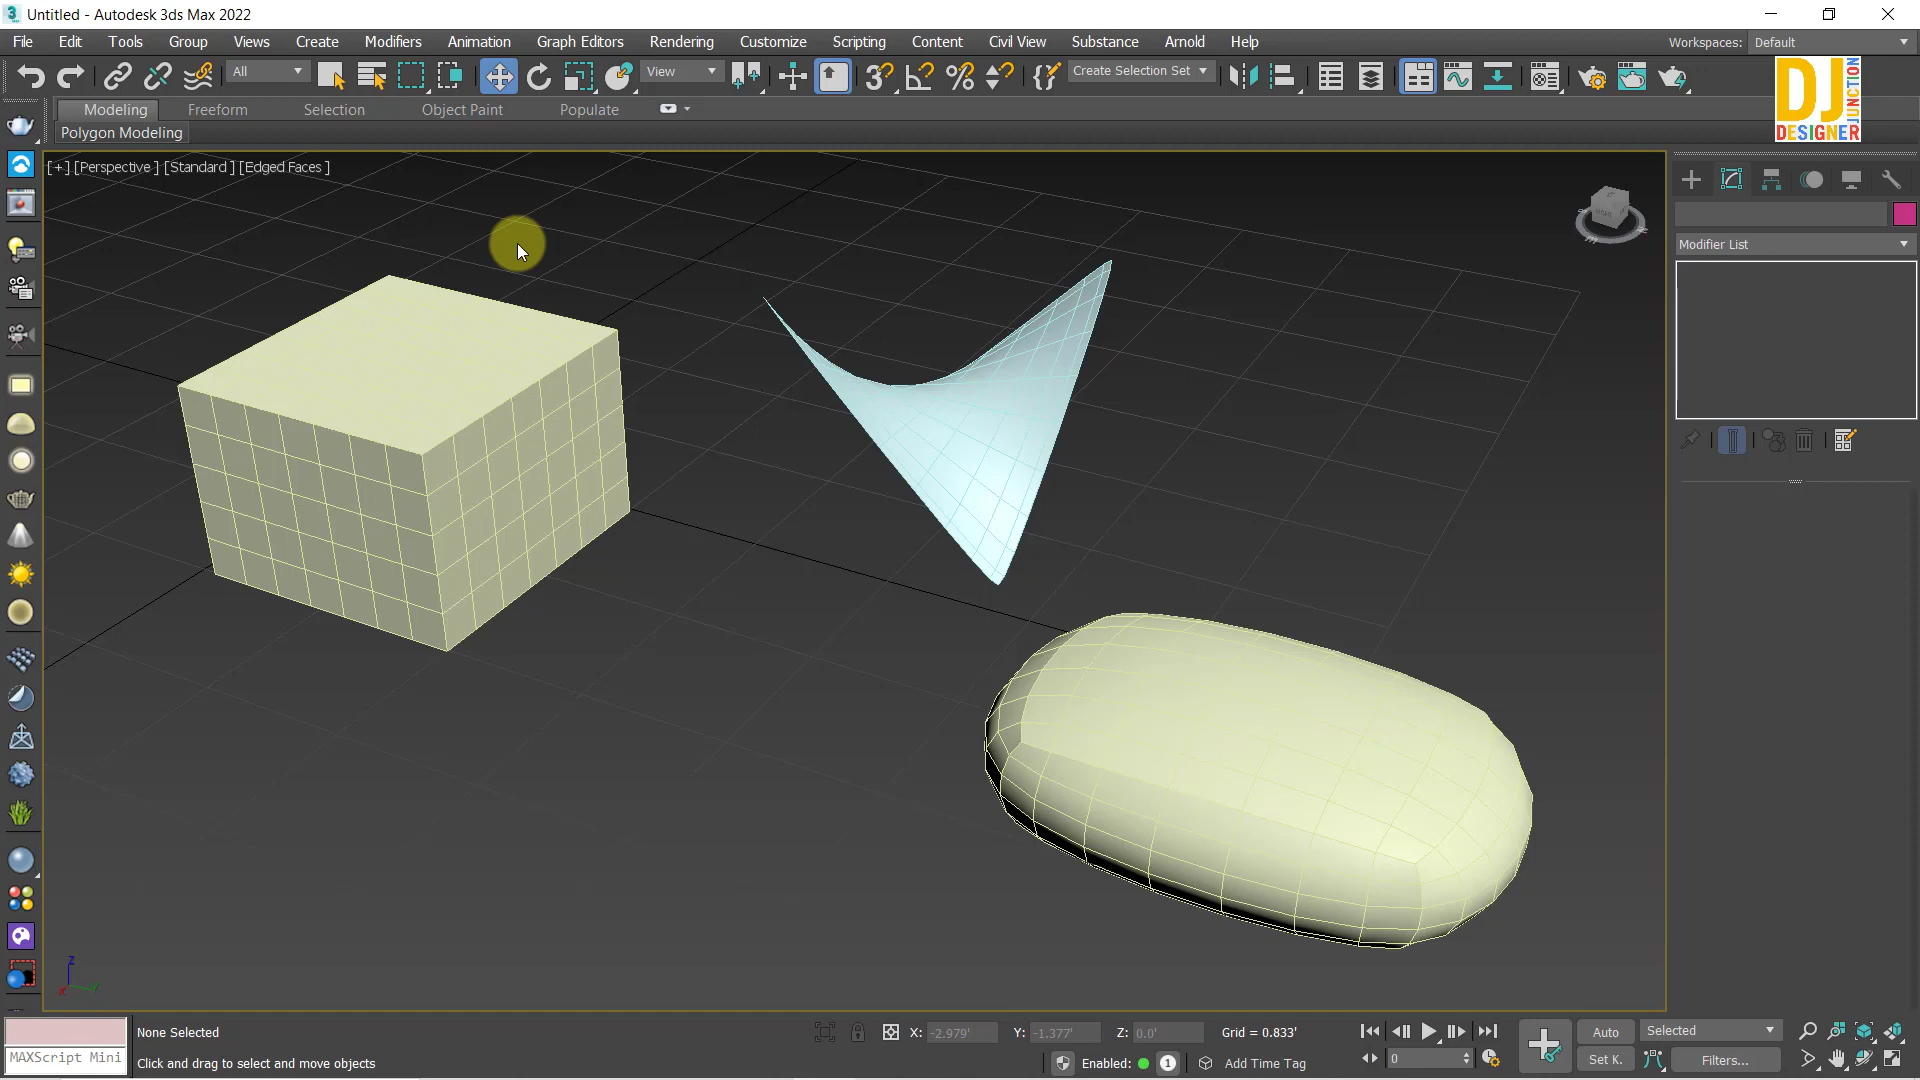 Untitled - Autodesk 3ds Max 2022
File Edit Tools Group Views Create Modifiers Animation Graph Editors Rendering Customize Scripting Content Civil View Substance Arnold Help Workspaces: Default
All View Create Selection Set
Modeling Freeform Selection Object Paint Populate
Polygon Modeling
DJ
DESIGNER
JUNCTION
[+] [Perspective ] [Standard ] [Edged Faces ]
Modifier List
z
x
None Selected
X: -2.979' Y: -1.377' Z: 0.0' Grid = 0.833'
Auto Selected
MAXScript Mini
Click and drag to select and move objects
Enabled: 1 Add Time Tag
0
Set K. Filters...